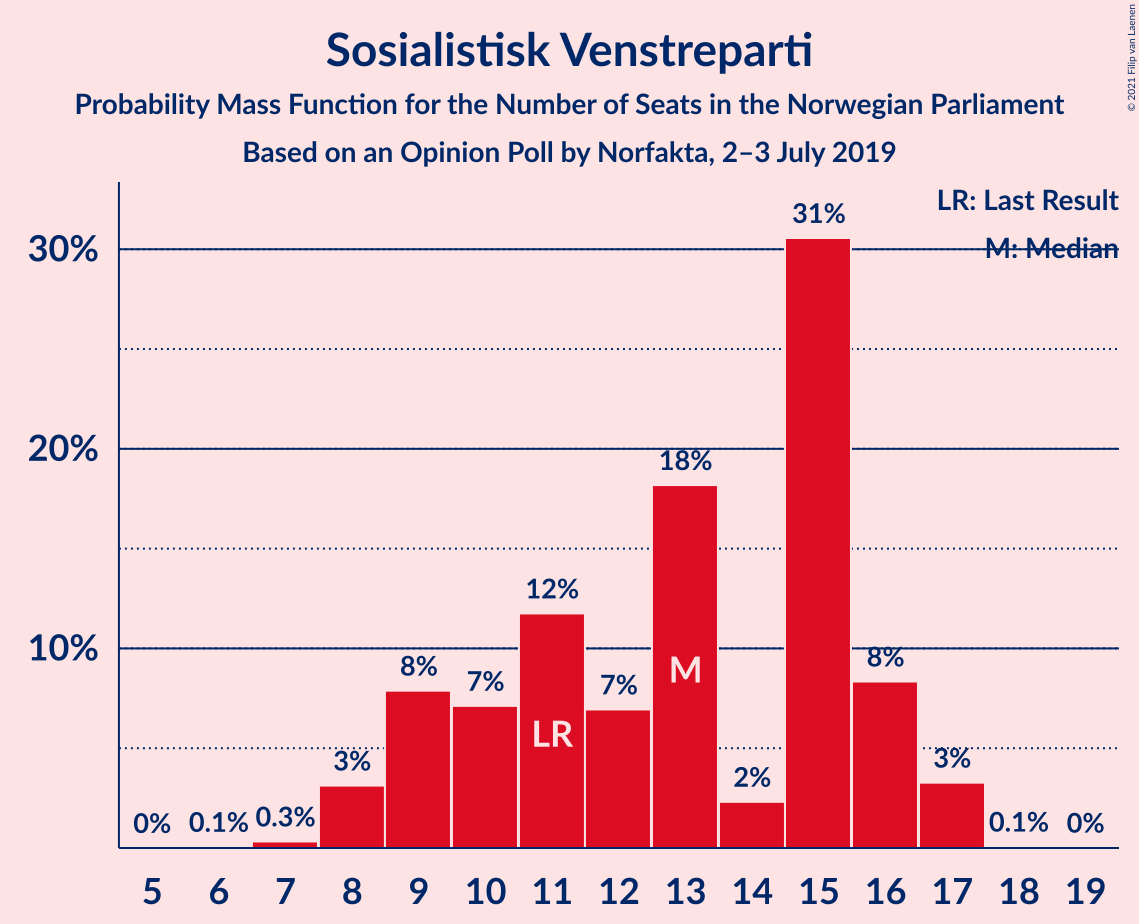 © 2021 Filip van Laenen
Sosialistisk Venstreparti
Probability Mass Function for the Number of Seats in the Norwegian Parliament
Based on an Opinion Poll by Norfakta, 2–3 July 2019
LR: Last Result
M: Median
30%
20%
10%
0% 0.1% 0.3% 3% 8% 7% 12% 7% 18% 2% 31% 8% 3% 0.1% 0%
LR M
5 6 7 8 9 10 11 12 13 14 15 16 17 18 19